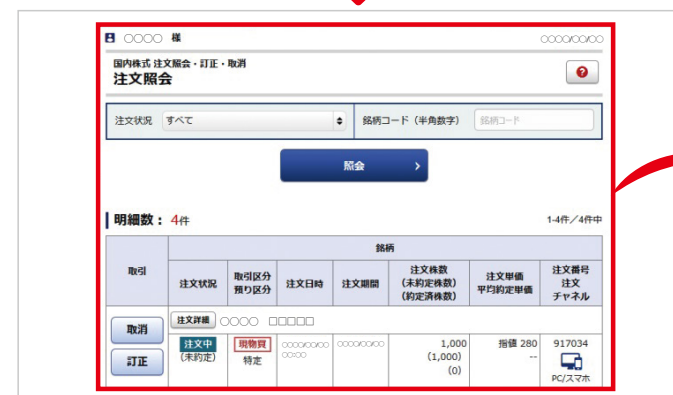 ○○○○ 様
○○○○/○○/○○
国内株式 注文照会・訂正・取消
注文照会
?
注文状況 すべて
銘柄コード（半角数字） 銘柄コード
照会 >
明細数： 4件
1-4件／4件中
取引
銘柄
注文状況
取引区分
預り区分
注文日時
注文期間
注文株数
（未約定株数）
（約定済株数）
注文単価
平均約定単価
注文番号
注文
チャネル
取消
訂正
注文詳細 ○○○○ □□□□□
注文中
(未約定)
現物買
特定
○○○○/○○/○○
○○:○○
○○○○/○○/○○
1,000
(1,000)
(0)
指値 280
--
917034
PC/スマホ